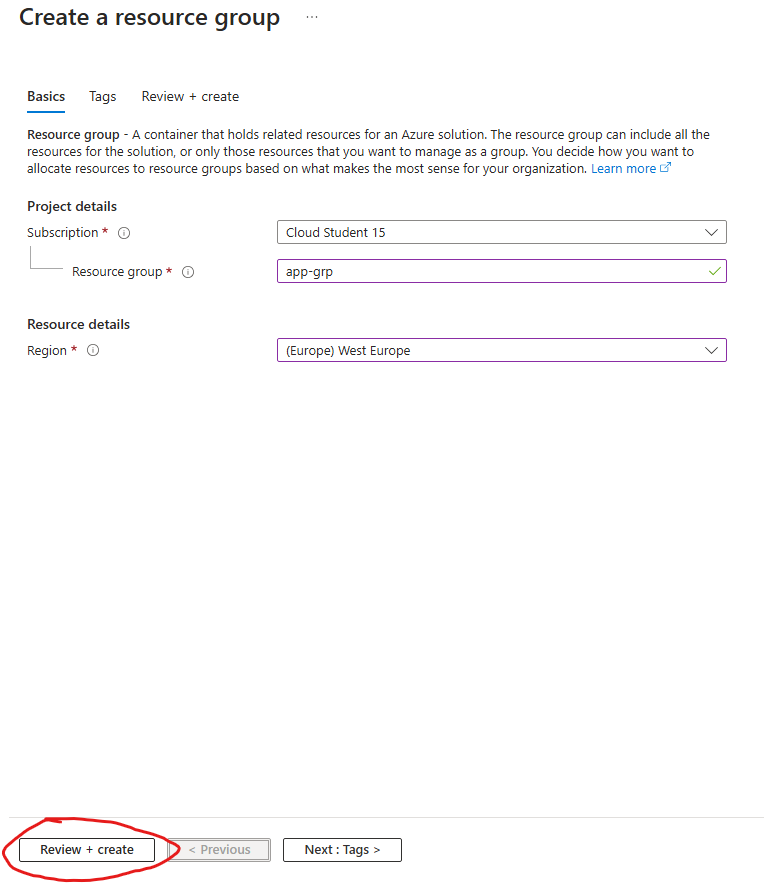 Create a resource group ...
Basics Tags Review + create
Resource group - A container that holds related resources for an Azure solution. The resource group can include all the
resources for the solution, or only those resources that you want to manage as a group. You decide how you want to
allocate resources to resource groups based on what makes the most sense for your organization. Learn more
Project details
Subscription * Cloud Student 15
Resource group * app-grp
Resource details
Region * (Europe) West Europe
Review + create < Previous Next : Tags >